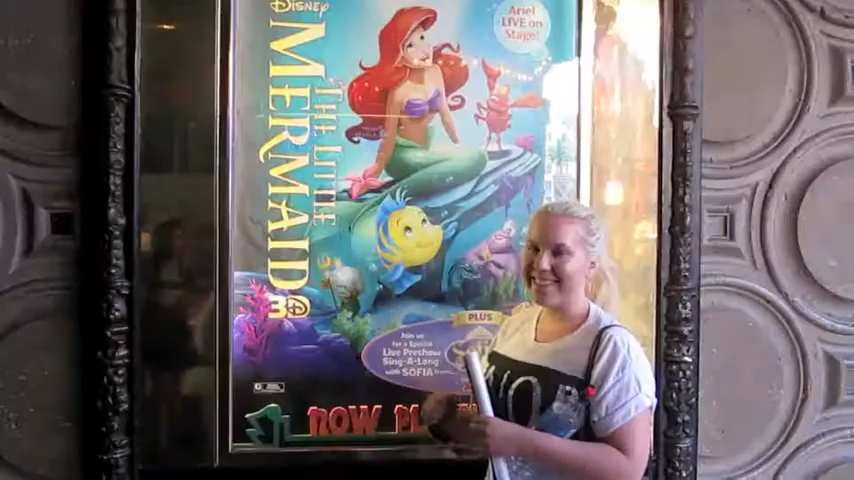 Disney
THE LITTLE
MERMAID
3D
Ariel
LIVE on
Stage!
PLUS
Join us
for a Special
Live Preshow
Sing-A-Long
with SOFIA
G
NOW